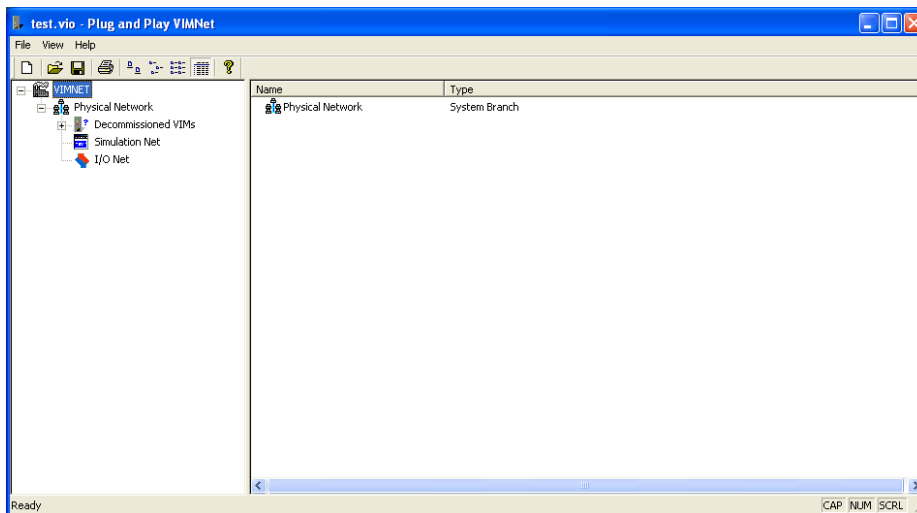 test.vio - Plug and Play VIMNet
File View Help
VIMNET
Physical Network
Decommissioned VIMs
Simulation Net
I/O Net
Name Type
Physical Network System Branch
Ready CAP NUM SCRL